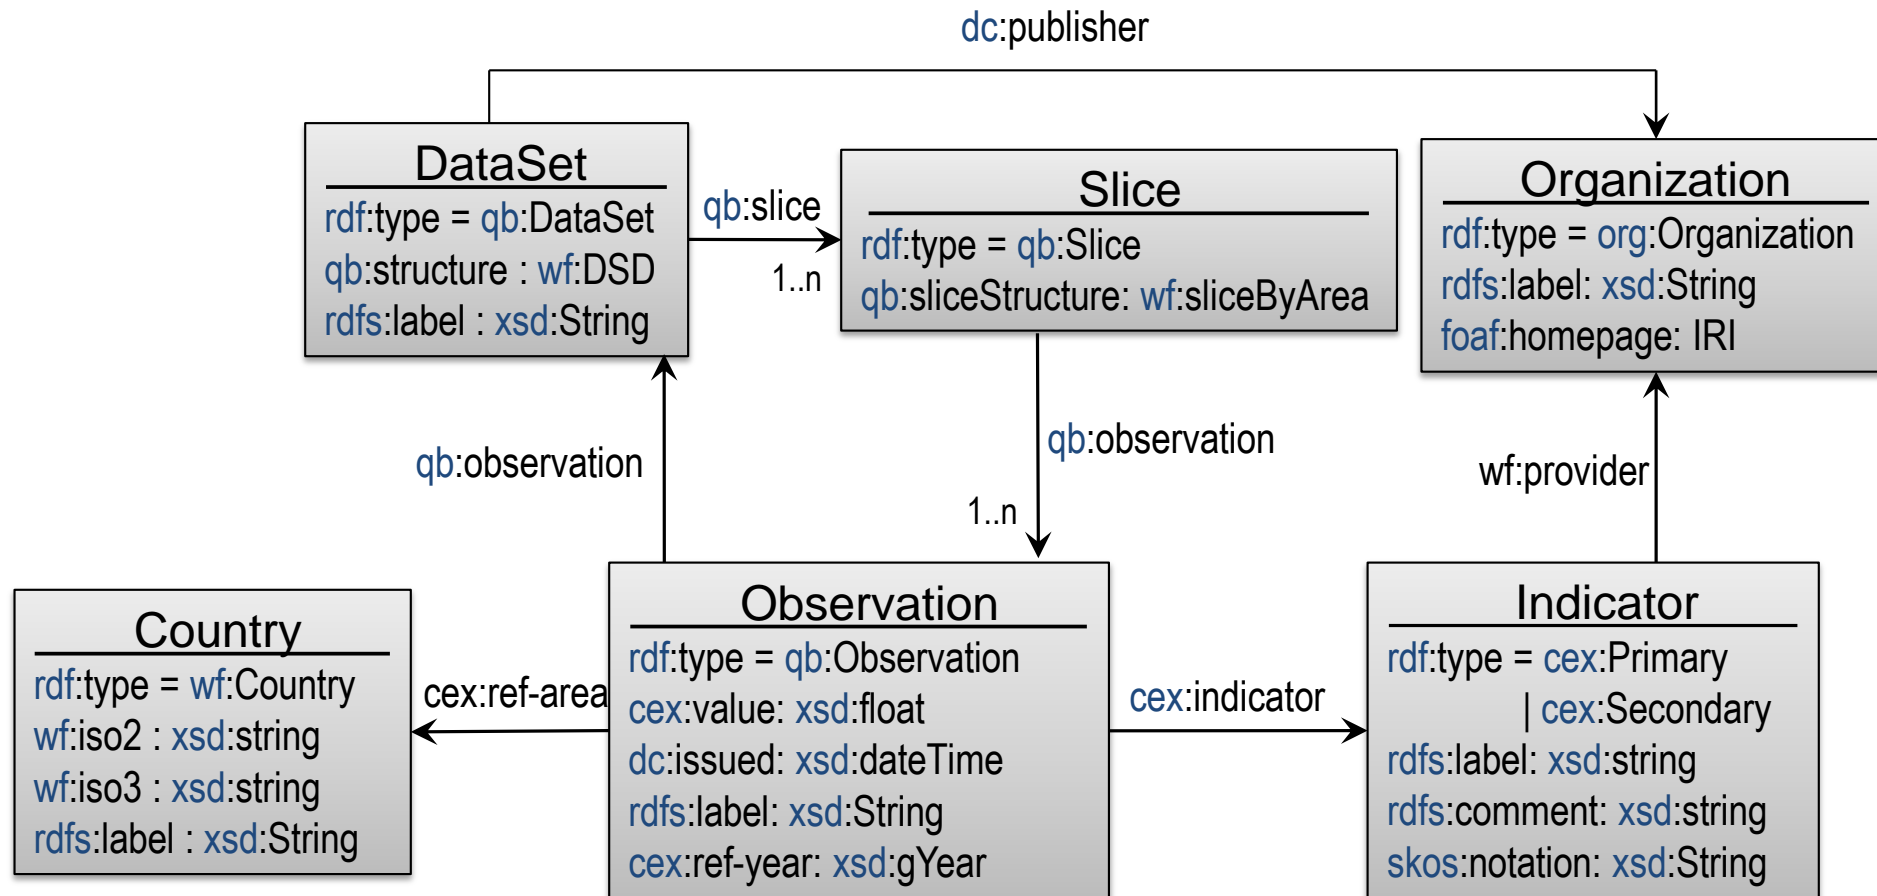 dc:publisher
DataSet
rdf:type = qb:DataSet
qb:structure : wf:DSD
rdfs:label : xsd:String
qb:slice
1..n
Slice
rdf:type = qb:Slice
qb:sliceStructure: wf:sliceByArea
Organization
rdf:type = org:Organization
rdfs:label: xsd:String
foaf:homepage: IRI
qb:observation
qb:observation
1..n
wf:provider
Country
rdf:type = wf:Country
wf:iso2 : xsd:string
wf:iso3 : xsd:string
rdfs:label : xsd:String
cex:ref-area
Observation
rdf:type = qb:Observation
cex:value: xsd:float
dc:issued: xsd:dateTime
rdfs:label: xsd:String
cex:ref-year: xsd:gYear
cex:indicator
Indicator
rdf:type = cex:Primary
| cex:Secondary
rdfs:label: xsd:string
rdfs:comment: xsd:string
skos:notation: xsd:String